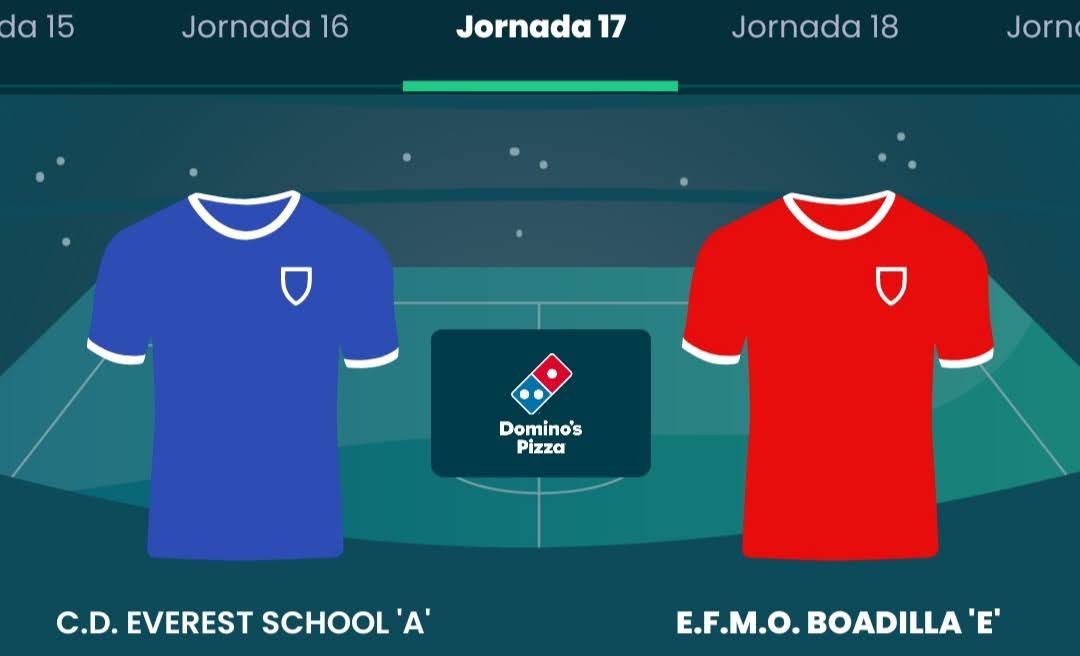 da 15 Jornada 16 Jornada 17 Jornada 18 Jorn
Domino's
Pizza
C.D. EVEREST SCHOOL 'A' E.F.M.O. BOADILLA 'E'